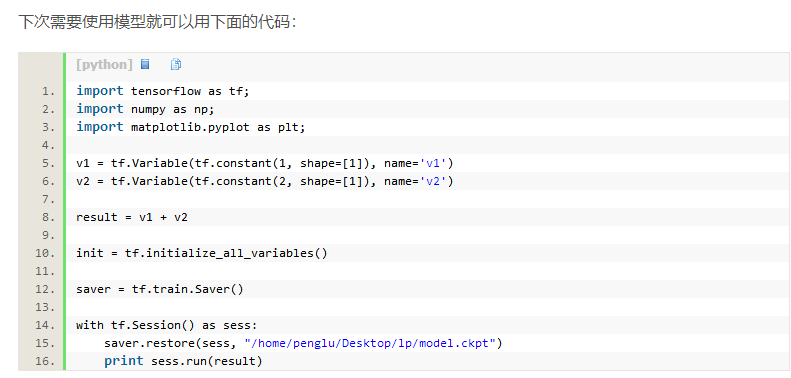 下次需要使用模型就可以用下面的代码：
[python]
1. import tensorflow as tf;
2. import numpy as np;
3. import matplotlib.pyplot as plt;
4.
5. v1 = tf.Variable(tf.constant(1, shape=[1]), name='v1')
6. v2 = tf.Variable(tf.constant(2, shape=[1]), name='v2')
7.
8. result = v1 + v2
9.
10. init = tf.initialize_all_variables()
11.
12. saver = tf.train.Saver()
13.
14. with tf.Session() as sess:
15.     saver.restore(sess, "/home/penglu/Desktop/lp/model.ckpt")
16.     print sess.run(result)